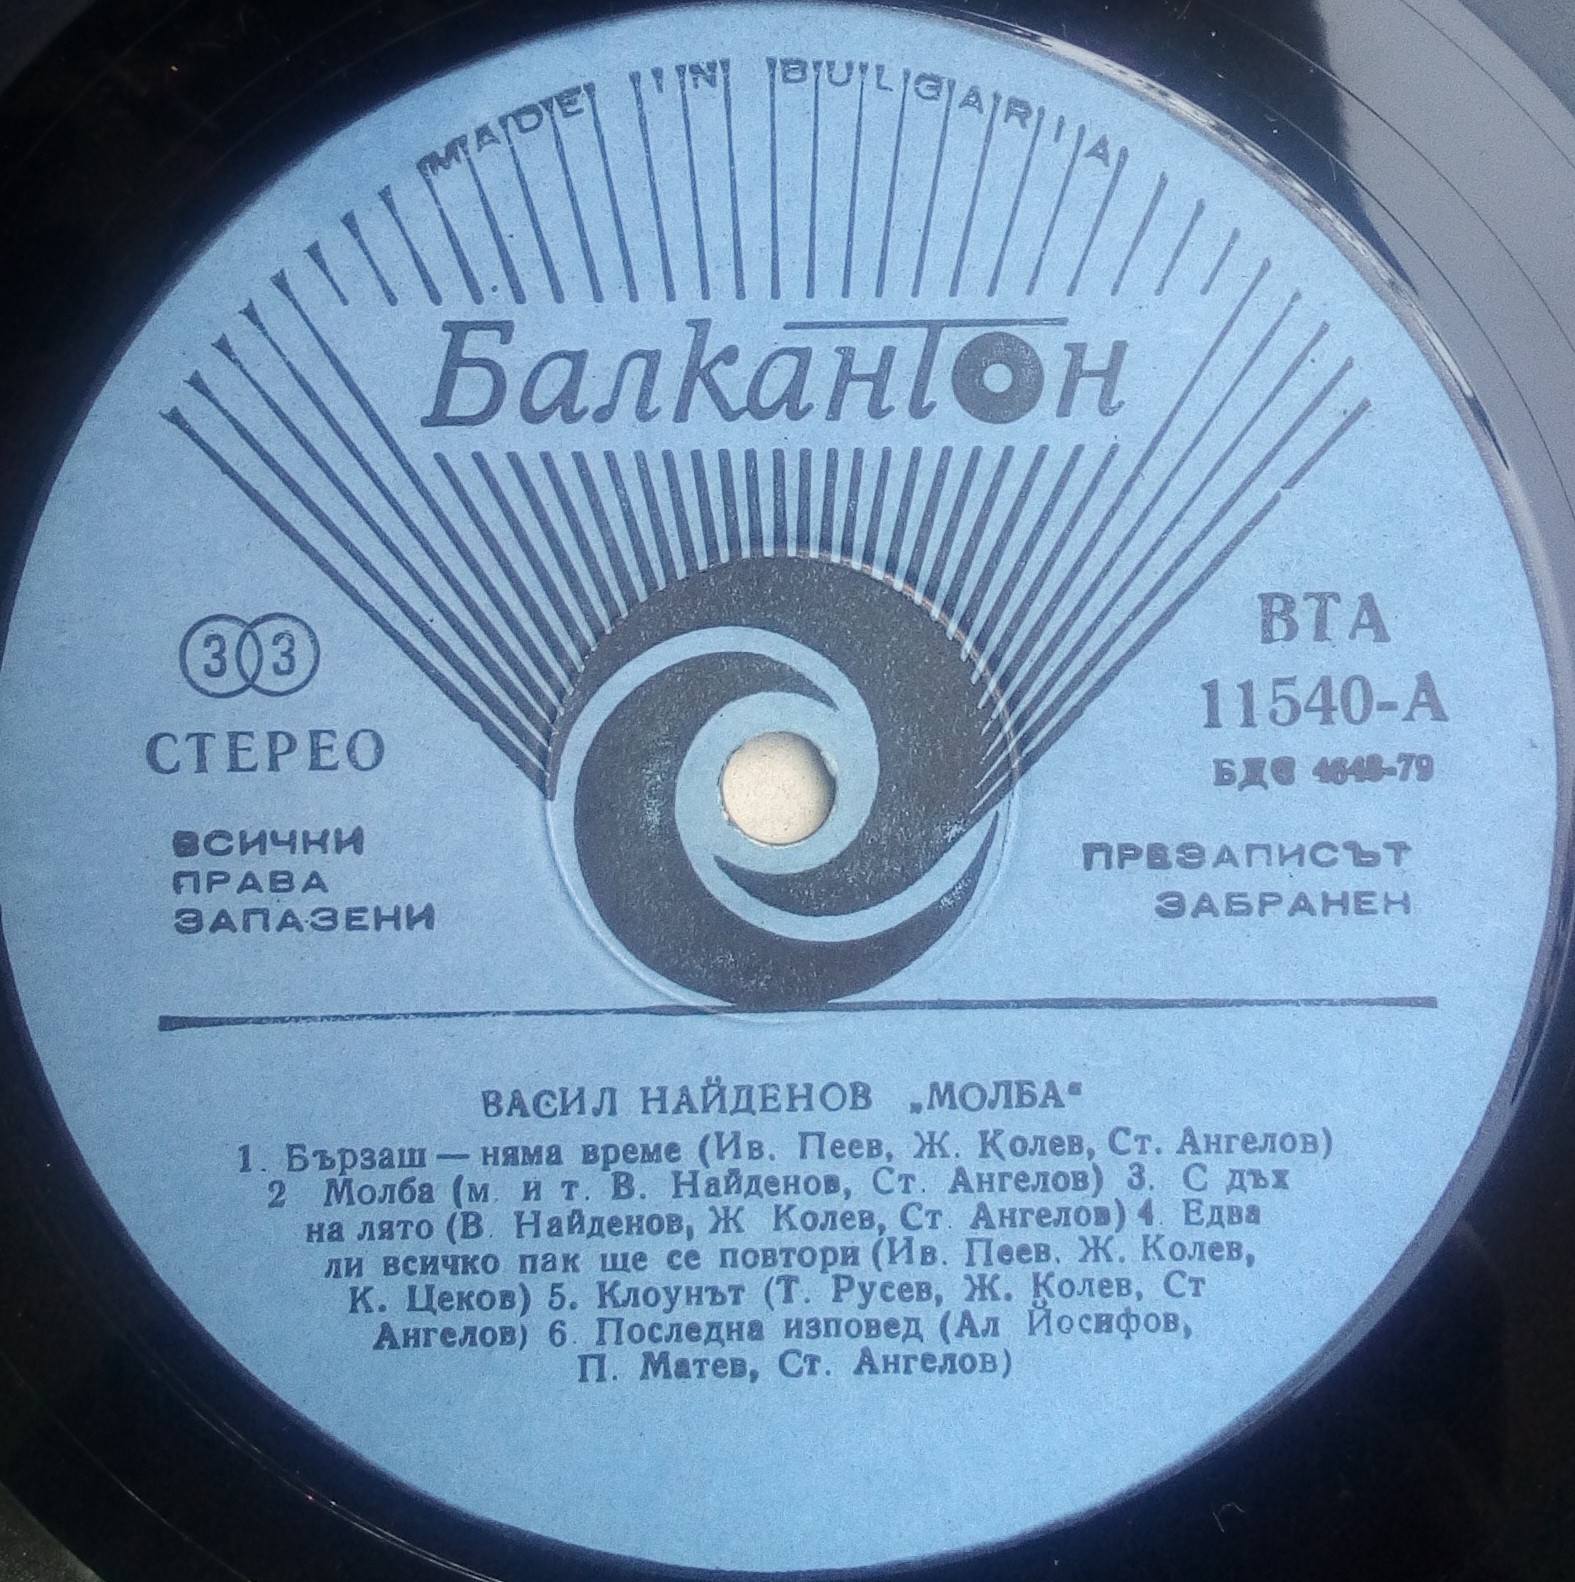 MADE IN BULGARIA
Балкантон
33
СТЕРЕО
ВСИЧКИ
ПРАВА
ЗАПАЗЕНИ
ВТА
11540-А
БДС 4648-79
ПРЕЗАПИСЪТ
ЗАБРАНЕН
ВАСИЛ НАЙДЕНОВ „МОЛБА“
1. Бързаш — няма време (Ив. Пеев, Ж. Колев, Ст. Ангелов)
2 Молба (м. и т. В. Найденов, Ст. Ангелов) 3. С дъх
на лято (В. Найденов, Ж Колев, Ст. Ангелов) 4. Едва
ли всичко пак ще се повтори (Ив. Пеев, Ж. Колев,
К. Цеков) 5. Клоунът (Т. Русев, Ж. Колев, Ст
Ангелов) 6. Последна изповед (Ал Йосифов,
П. Матев, Ст. Ангелов)